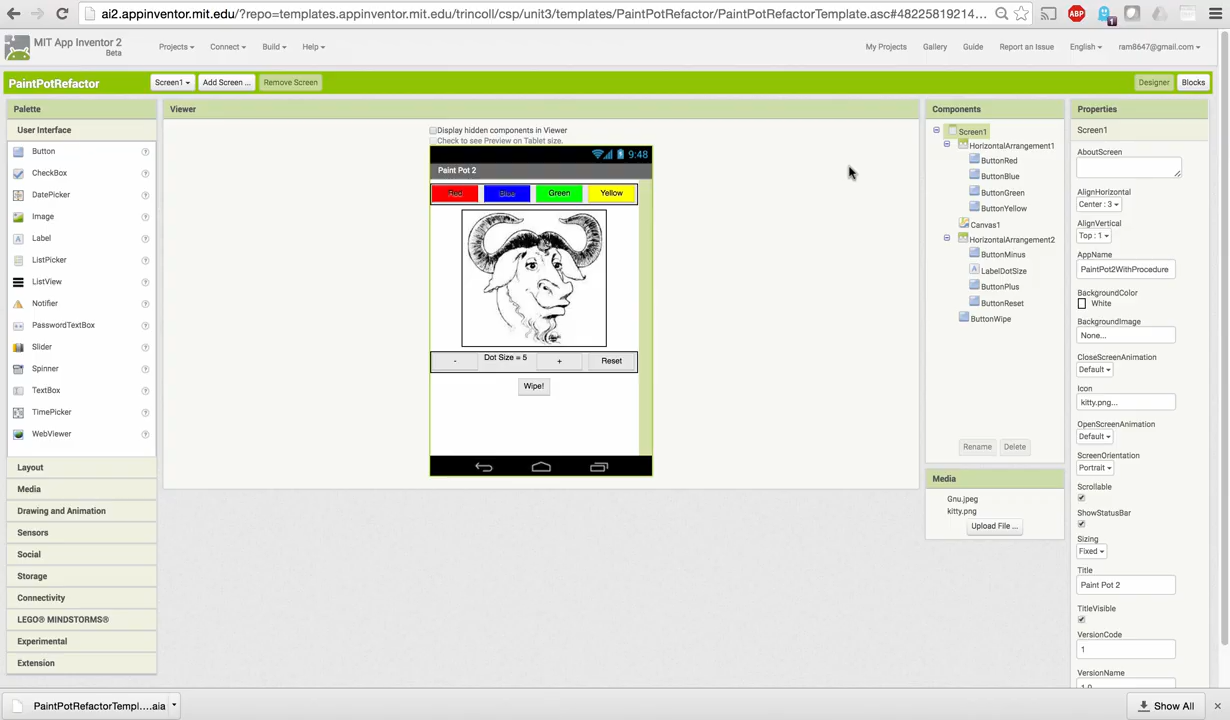 ai2.appinventor.mit.edu/?repo=templates.appinventor.mit.edu/trincoll/csp/unit3/templates/PaintPotRefactor/PaintPotRefactorTemplate.asc#48225819214...
ABP
1
MIT App Inventor 2
Beta
Projects
Connect
Build
Help
My Projects
Gallery
Guide
Report an Issue
English
ram8647@gmail.com
PaintPotRefactor
Screen1
Add Screen ...
Remove Screen
Designer
Blocks
Palette
User Interface
Button
CheckBox
DatePicker
Image
Label
ListPicker
ListView
Notifier
PasswordTextBox
Slider
Spinner
TextBox
TimePicker
WebViewer
Layout
Media
Drawing and Animation
Sensors
Social
Storage
Connectivity
LEGO® MINDSTORMS®
Experimental
Extension
Viewer
Display hidden components in Viewer
Check to see Preview on Tablet size.
9:48
Paint Pot 2
Red
Blue
Green
Yellow
-
Dot Size = 5
+
Reset
Wipe!
Components
Screen1
HorizontalArrangement1
ButtonRed
ButtonBlue
ButtonGreen
ButtonYellow
Canvas1
HorizontalArrangement2
ButtonMinus
A LabelDotSize
ButtonPlus
ButtonReset
ButtonWipe
Rename
Delete
Media
Gnu.jpeg
kitty.png
Upload File ...
Properties
Screen1
AboutScreen
AlignHorizontal
Center : 3
AlignVertical
Top : 1
AppName
PaintPot2WithProcedure
BackgroundColor
White
BackgroundImage
None...
CloseScreenAnimation
Default
Icon
kitty.png...
OpenScreenAnimation
Default
ScreenOrientation
Portrait
Scrollable
ShowStatusBar
Sizing
Fixed
Title
Paint Pot 2
TitleVisible
VersionCode
1
VersionName
1.0
PaintPotRefactorTempl....aia
Show All